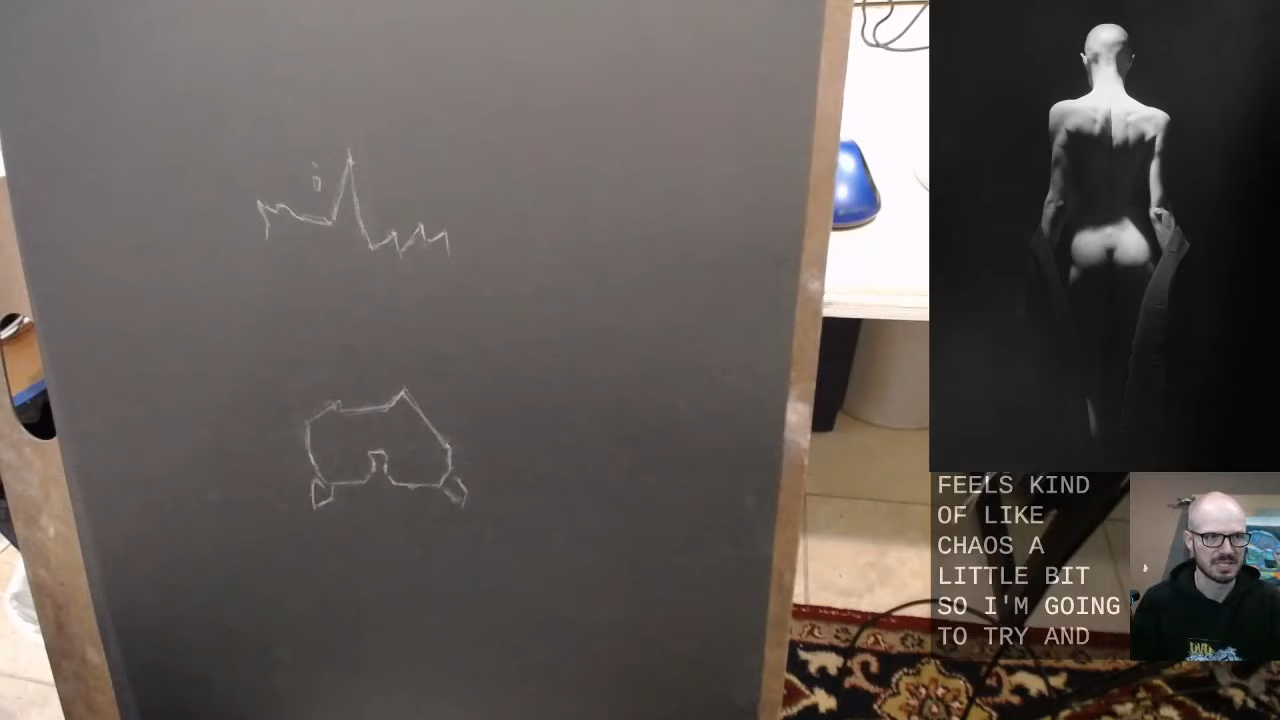 FEELS KIND
OF LIKE
CHAOS A
LITTLE BIT
SO I'M GOING
TO TRY AND